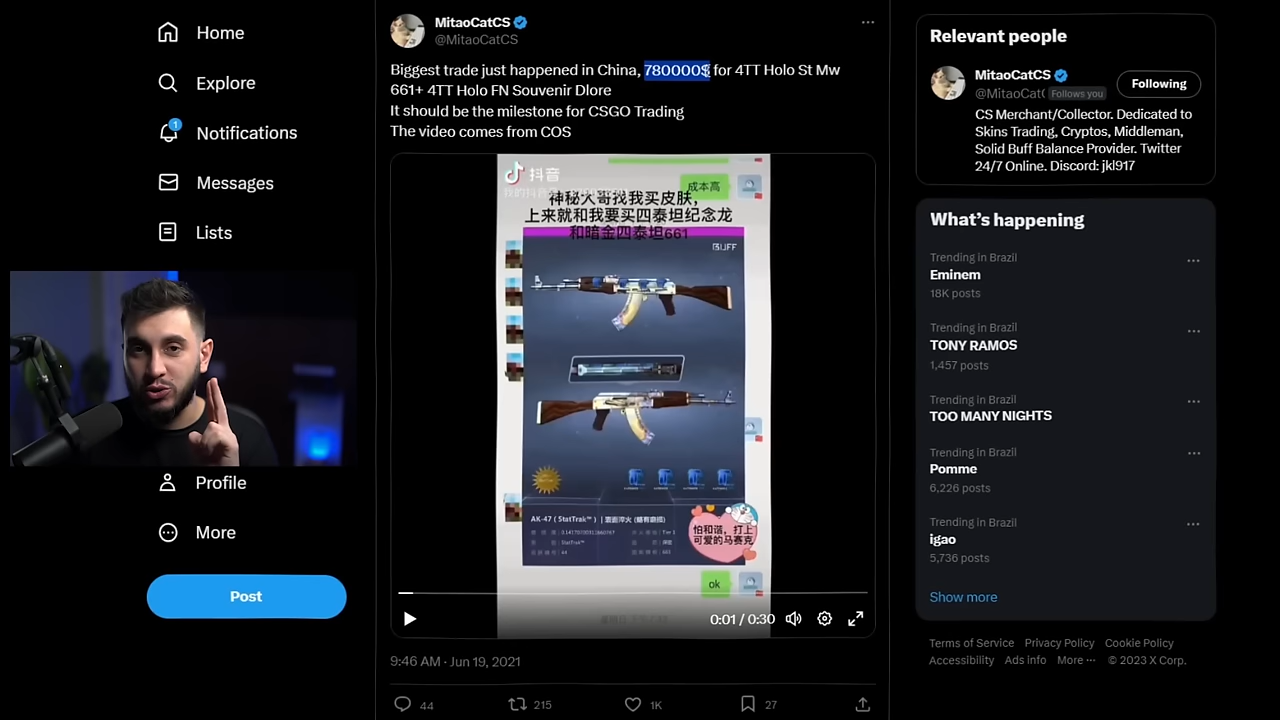 Home
Explore
1
Notifications
Messages
Lists
Profile
More
Post
MitaoCatCS
@MitaoCatCS
Biggest trade just happened in China, 780000$ for 4TT Holo St Mw
661+ 4TT Holo FN Souvenir Dlore
It should be the milestone for CSGO Trading
The video comes from COS
抖音
成本高
神秘大哥找我买皮肤，
上来就和我要买四泰坦纪念龙
和暗金四泰坦661
BUFF
怕和谐，打上
可爱的马赛克
ok
0:01 / 0:30
9:46 AM · Jun 19, 2021
44
215
1K
27
Relevant people
MitaoCatCS
@MitaoCat
Follows you
Following
CS Merchant/Collector. Dedicated to
Skins Trading, Cryptos, Middleman,
Solid Buff Balance Provider. Twitter
24/7 Online. Discord: jkl917
What's happening
Trending in Brazil
Eminem
18K posts
Trending in Brazil
TONY RAMOS
1,457 posts
Trending in Brazil
TOO MANY NIGHTS
Trending in Brazil
Pomme
6,226 posts
Trending in Brazil
igao
5,736 posts
Show more
Terms of Service Privacy Policy Cookie Policy
Accessibility Ads info More ··· © 2023 X Corp.